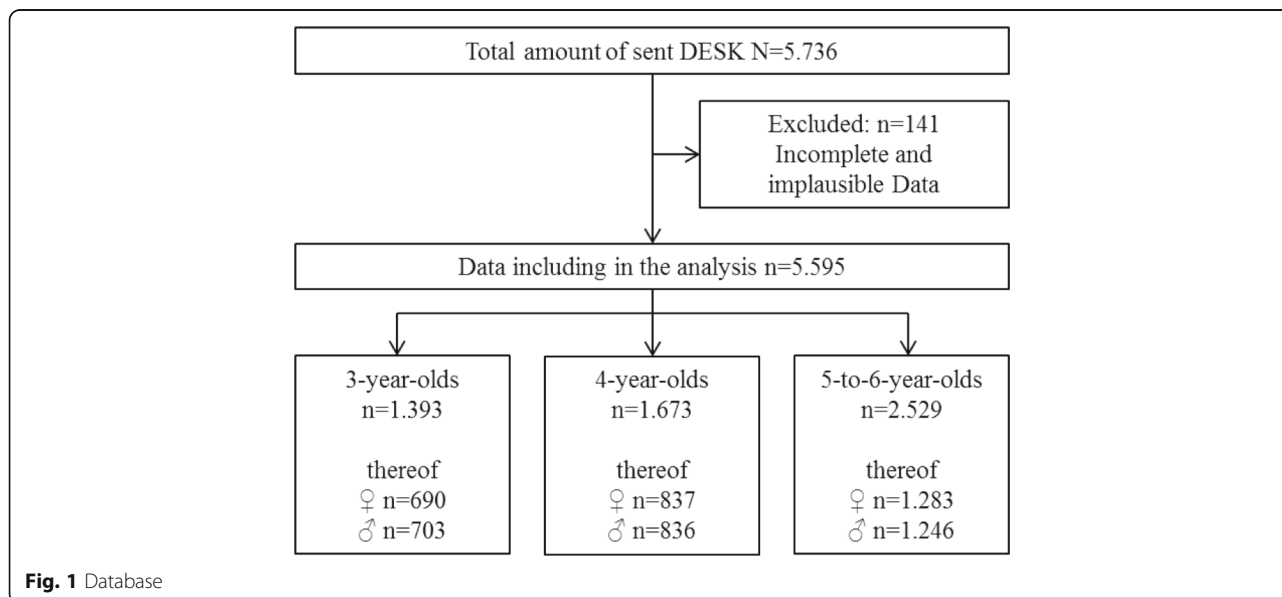 Total amount of sent DESK N=5.736
Excluded: n=141
Incomplete and
implausible Data
Data including in the analysis n=5.595
3-year-olds
n=1.393
thereof
♀ n=690
♂ n=703
4-year-olds
n=1.673
thereof
♀ n=837
♂ n=836
5-to-6-year-olds
n=2.529
thereof
♀ n=1.283
♂ n=1.246
Fig. 1 Database